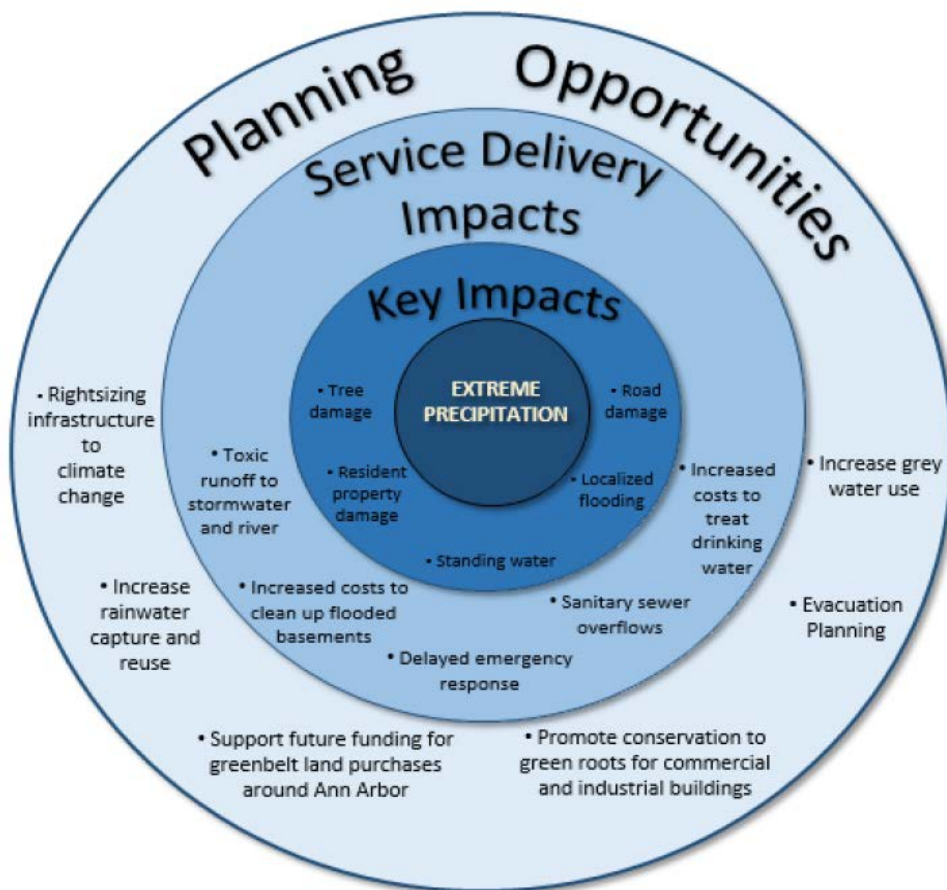 Planning Opportunities
Service Delivery
Impacts
Key Impacts
EXTREME
PRECIPITATION
• Tree
damage
• Road
damage
• Resident
property
damage
• Localized
flooding
• Standing water
• Toxic
runoff to
stormwater
and river
• Increased
costs to
treat
drinking
water
• Increased costs to
clean up flooded
basements
• Sanitary sewer
overflows
• Delayed emergency
response
• Rightsizing
infrastructure
to
climate
change
• Increase grey
water use
• Increase
rainwater
capture and
reuse
• Evacuation
Planning
• Support future funding for
greenbelt land purchases
around Ann Arbor
• Promote conservation to
green roots for commercial
and industrial buildings